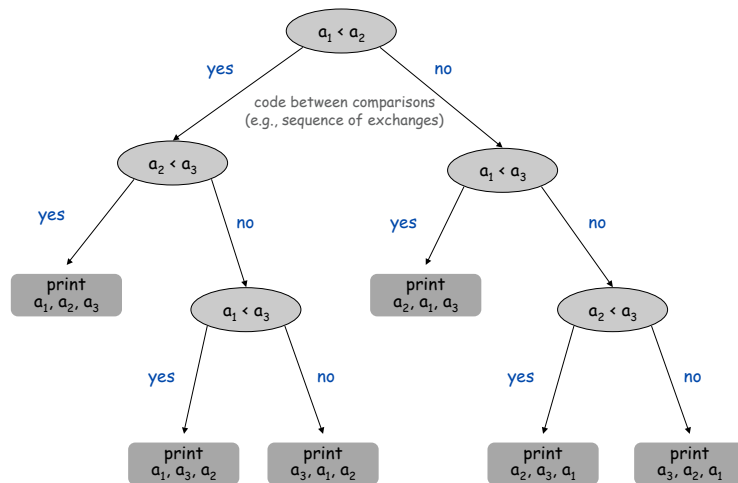 a₁ < a₂
yes
no
code between comparisons
(e.g., sequence of exchanges)
a₂ < a₃
a₁ < a₃
yes
no
yes
no
print
a₁, a₂, a₃
print
a₂, a₁, a₃
a₁ < a₃
a₂ < a₃
yes
no
yes
no
print
a₁, a₃, a₂
print
a₃, a₁, a₂
print
a₂, a₃, a₁
print
a₃, a₂, a₁